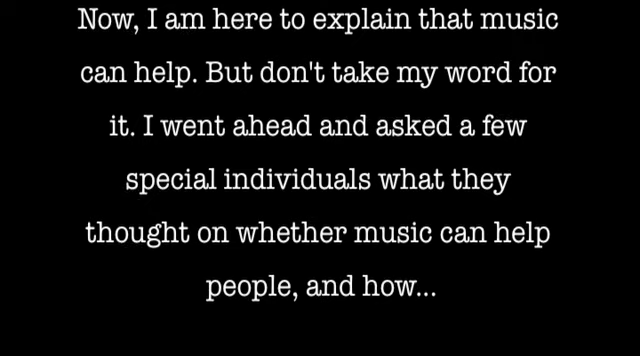 Now, I am here to explain that music
can help. But don't take my word for
it. I went ahead and asked a few
special individuals what they
thought on whether music can help
people, and how...